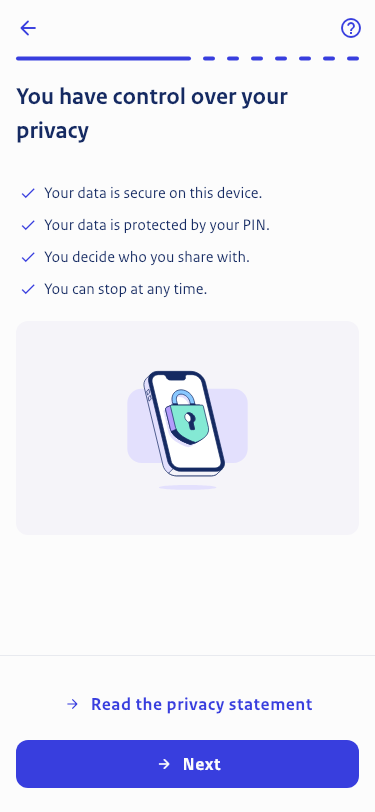 You have control over your
privacy
Your data is secure on this device.
Your data is protected by your PIN.
You decide who you share with.
You can stop at any time.
Read the privacy statement
Next